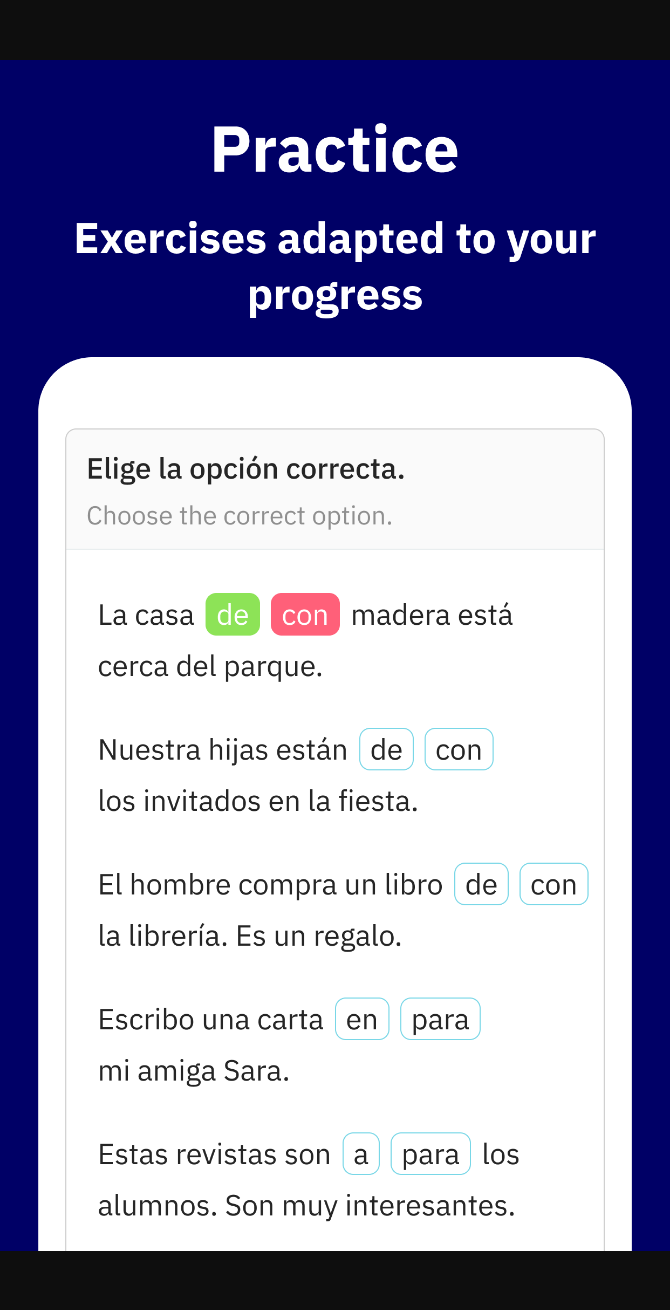 Practice
Exercises adapted to your
progress
Elige la opción correcta.
Choose the correct option.
La casa de con madera está
cerca del parque.
Nuestra hijas están de con
los invitados en la fiesta.
El hombre compra un libro de con
la librería. Es un regalo.
Escribo una carta en para
mi amiga Sara.
Estas revistas son a para los
alumnos. Son muy interesantes.